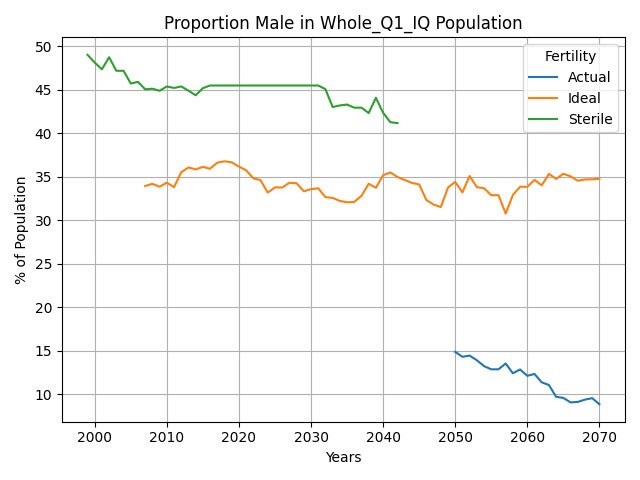 Proportion Male in Whole_Q1_IQ Population
% of Population
50
45
40
35
30
25
20
15
10
Fertility
Actual
Ideal
Sterile
2000 2010 2020 2030 2040 2050 2060 2070
Years